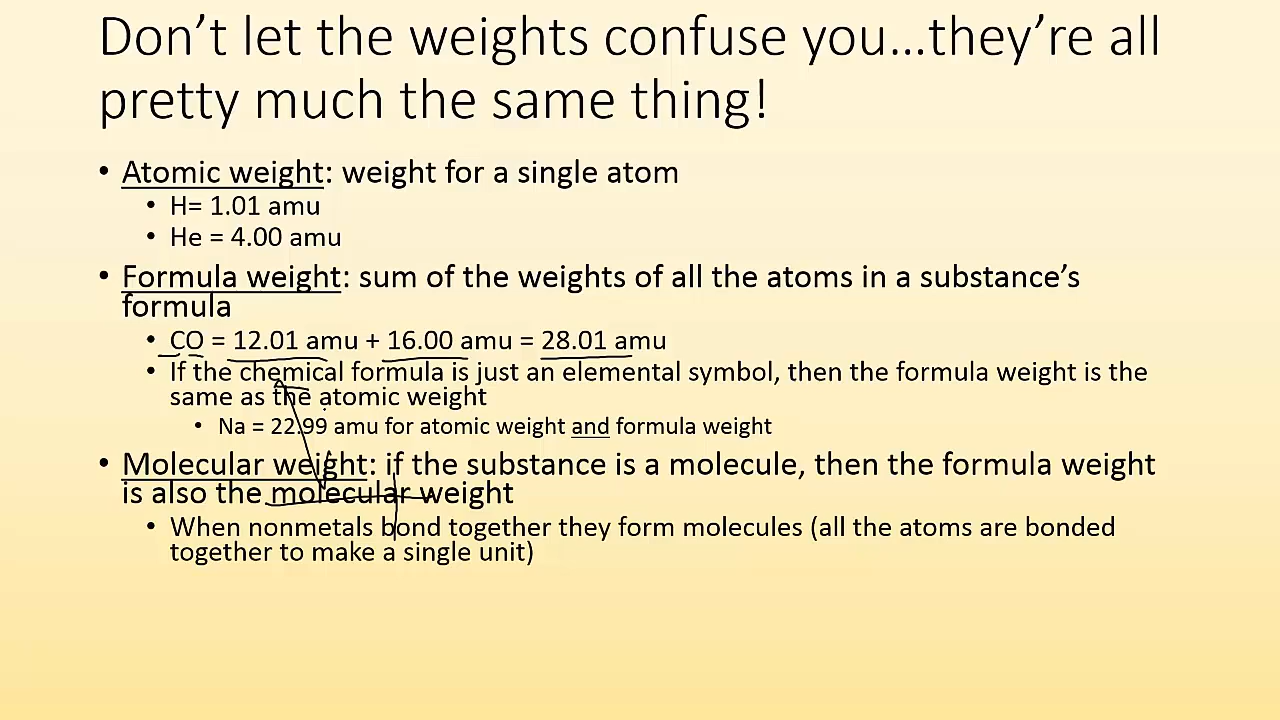 Don't let the weights confuse you...they're all
pretty much the same thing!
• Atomic weight: weight for a single atom
• H= 1.01 amu
• He = 4.00 amu
• Formula weight: sum of the weights of all the atoms in a substance's
formula
• CO = 12.01 amu + 16.00 amu = 28.01 amu
• If the chemical formula is just an elemental symbol, then the formula weight is the
same as the atomic weight
• Na = 22.99 amu for atomic weight and formula weight
• Molecular weight: if the substance is a molecule, then the formula weight
is also the molecular weight
• When nonmetals bond together they form molecules (all the atoms are bonded
together to make a single unit)